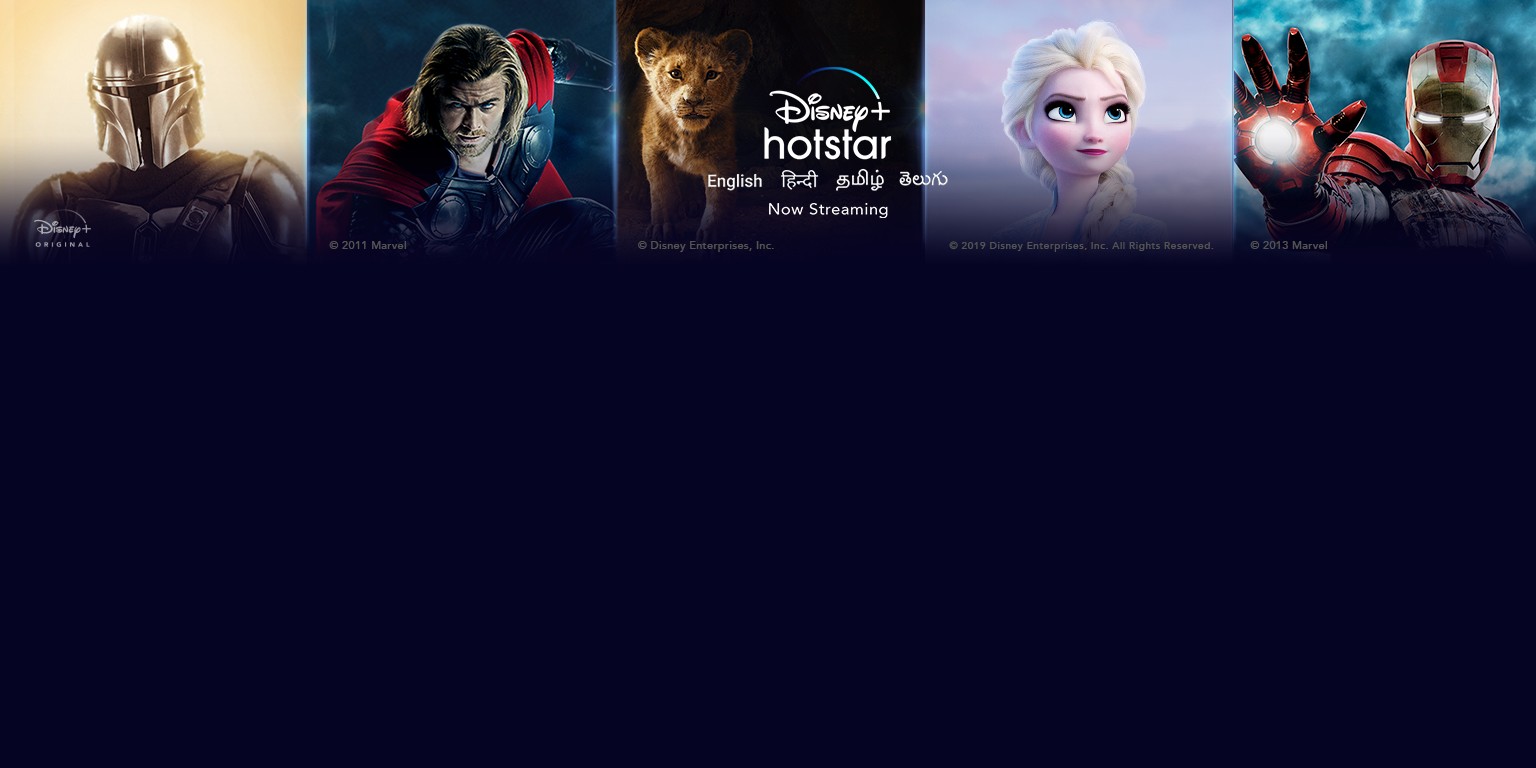 Disney+
hotstar
English हिन्दी தமிழ் తెలుగు
Now Streaming
Disney+
ORIGINAL
© 2011 Marvel
© Disney Enterprises, Inc.
© 2019 Disney Enterprises, Inc. All Rights Reserved.
© 2013 Marvel